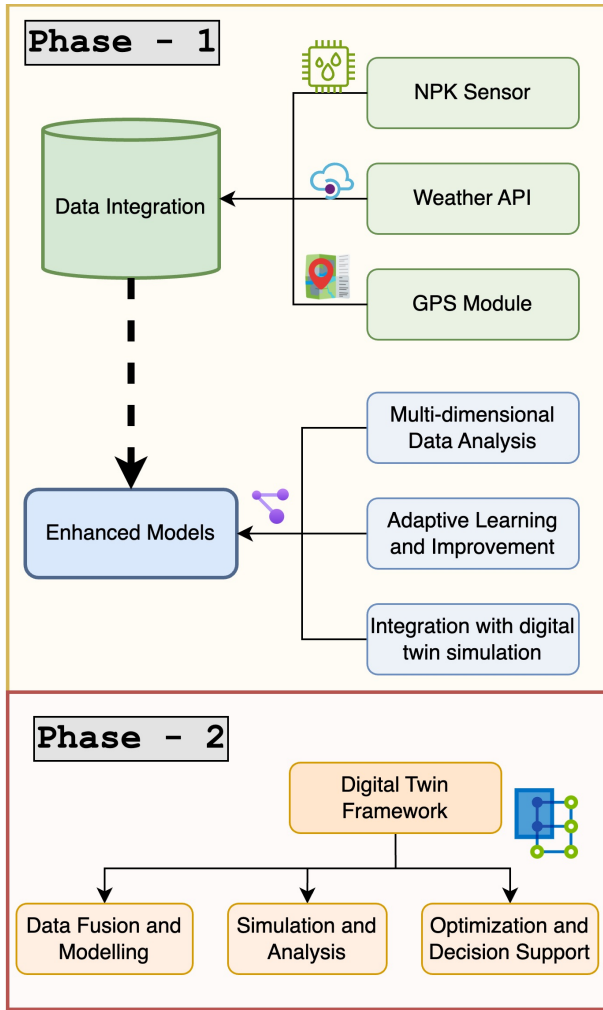 Phase - 1
NPK Sensor
Data Integration
Weather API
GPS Module
Multi-dimensional
Data Analysis
Enhanced Models
Adaptive Learning
and Improvement
Integration with digital
twin simulation
Phase - 2
Digital Twin
Framework
Data Fusion and
Modelling
Simulation and
Analysis
Optimization and
Decision Support